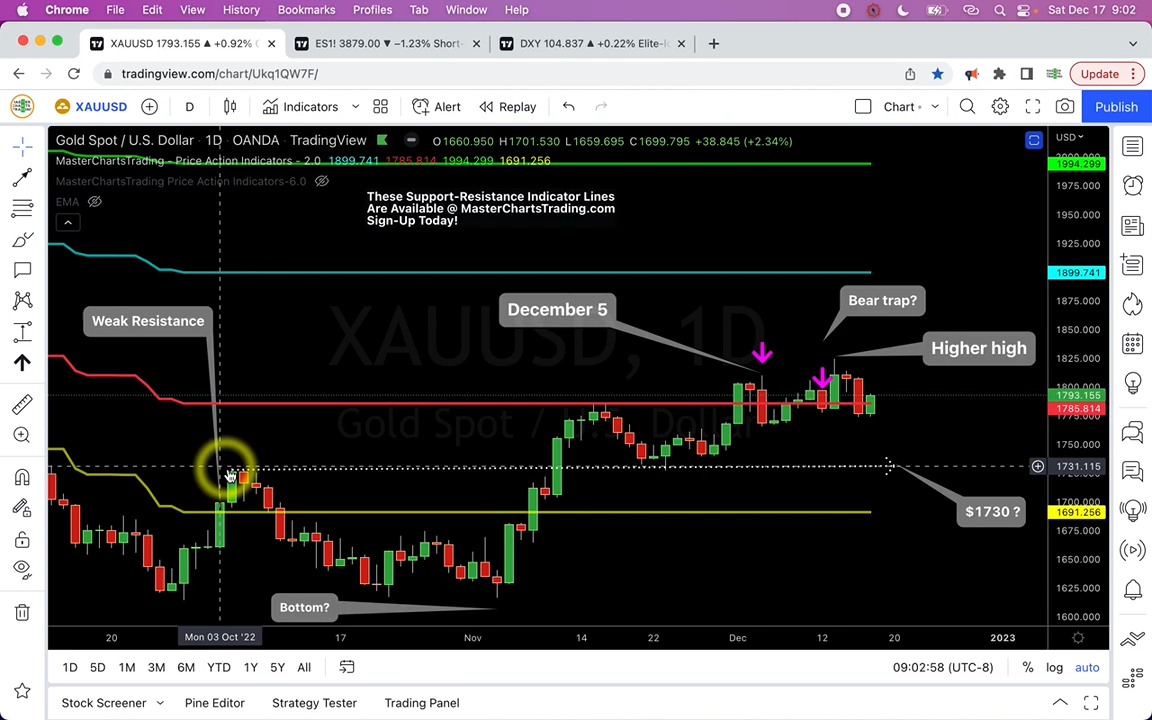 Chrome File Edit View History Bookmarks Profiles Tab Window Help Sat Dec 17 9:02
XAUUSD 1793.155 ▲ +0.92% ES1! 3879.00 ▼ −1.23% Short- DXY 104.837 ▲ +0.22% Elite-
tradingview.com/chart/Ukq1QW7F/ Update
XAUUSD D Indicators Alert Replay Chart Publish
Gold Spot / U.S. Dollar · 1D · OANDA · TradingView O1660.950 H1701.530 L1659.695 C1699.795 +38.845 (+2.34%) USD
MasterChartsTrading - Price Action Indicators - 2.0 1899.741 1785.814 1994.299 1691.256
1994.299
MasterChartsTrading Price Action Indicators-6.0
1975.000
These Support-Resistance Indicator Lines
EMA
Are Available @ MasterChartsTrading.com
Sign-Up Today!
1950.000
1925.000
1899.741
1875.000
Bear trap?
December 5
Weak Resistance
1850.000
XAUUSD, 1D
Higher high
1825.000
1800.000
1793.155
1785.814
Gold Spot / U.S. Dollar
1775.000
1750.000
1731.115
1700.000
$1730 ?
1691.256
1675.000
1650.000
1625.000
Bottom?
1600.000
20 Mon 03 Oct '22 17 Nov 14 22 Dec 12 20 2023
1D 5D 1M 3M 6M YTD 1Y 5Y All 09:02:58 (UTC-8) % log auto
Stock Screener Pine Editor Strategy Tester Trading Panel